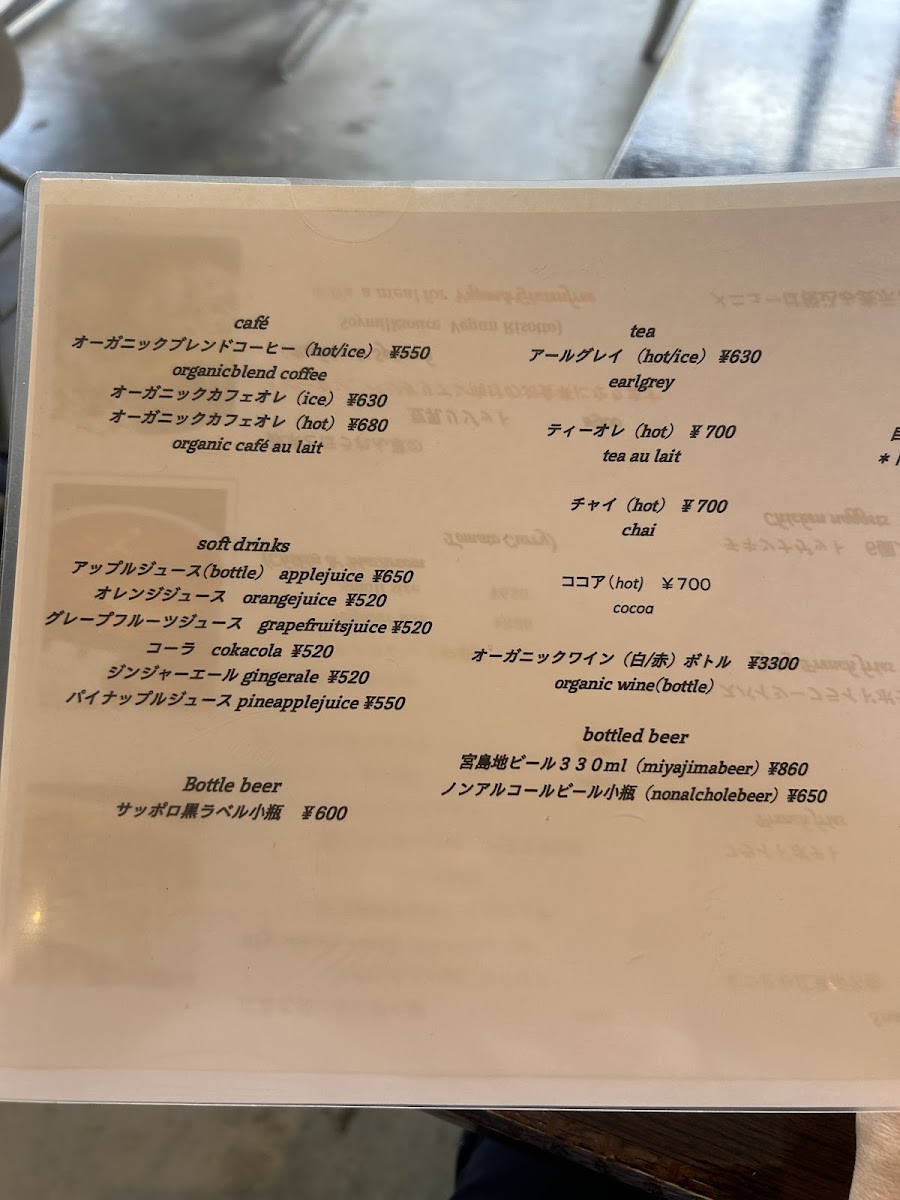 café
オーガニックブレンドコーヒー（hot/ice）¥550
organicblend coffee
オーガニックカフェオレ（ice）¥630
オーガニックカフェオレ（hot）¥680
organic café au lait
soft drinks
アップルジュース(bottle） applejuice ¥650
オレンジジュース orangejuice ¥520
グレープフルーツジュース grapefruitsjuice ¥520
コーラ cokacola ¥520
ジンジャーエール gingerale ¥520
パイナップルジュース pineapplejuice ¥550
Bottle beer
サッポロ黒ラベル小瓶 ¥600
tea
アールグレイ（hot/ice）¥630
earlgrey
ティーオレ（hot）¥700
tea au lait
チャイ（hot）¥700
chai
ココア（hot） ¥700
cocoa
オーガニックワイン（白/赤）ボトル ¥3300
organic wine(bottle）
bottled beer
宮島地ビール３３０ml（miyajimabeer）¥860
ノンアルコールビール小瓶（nonalcholebeer）¥650